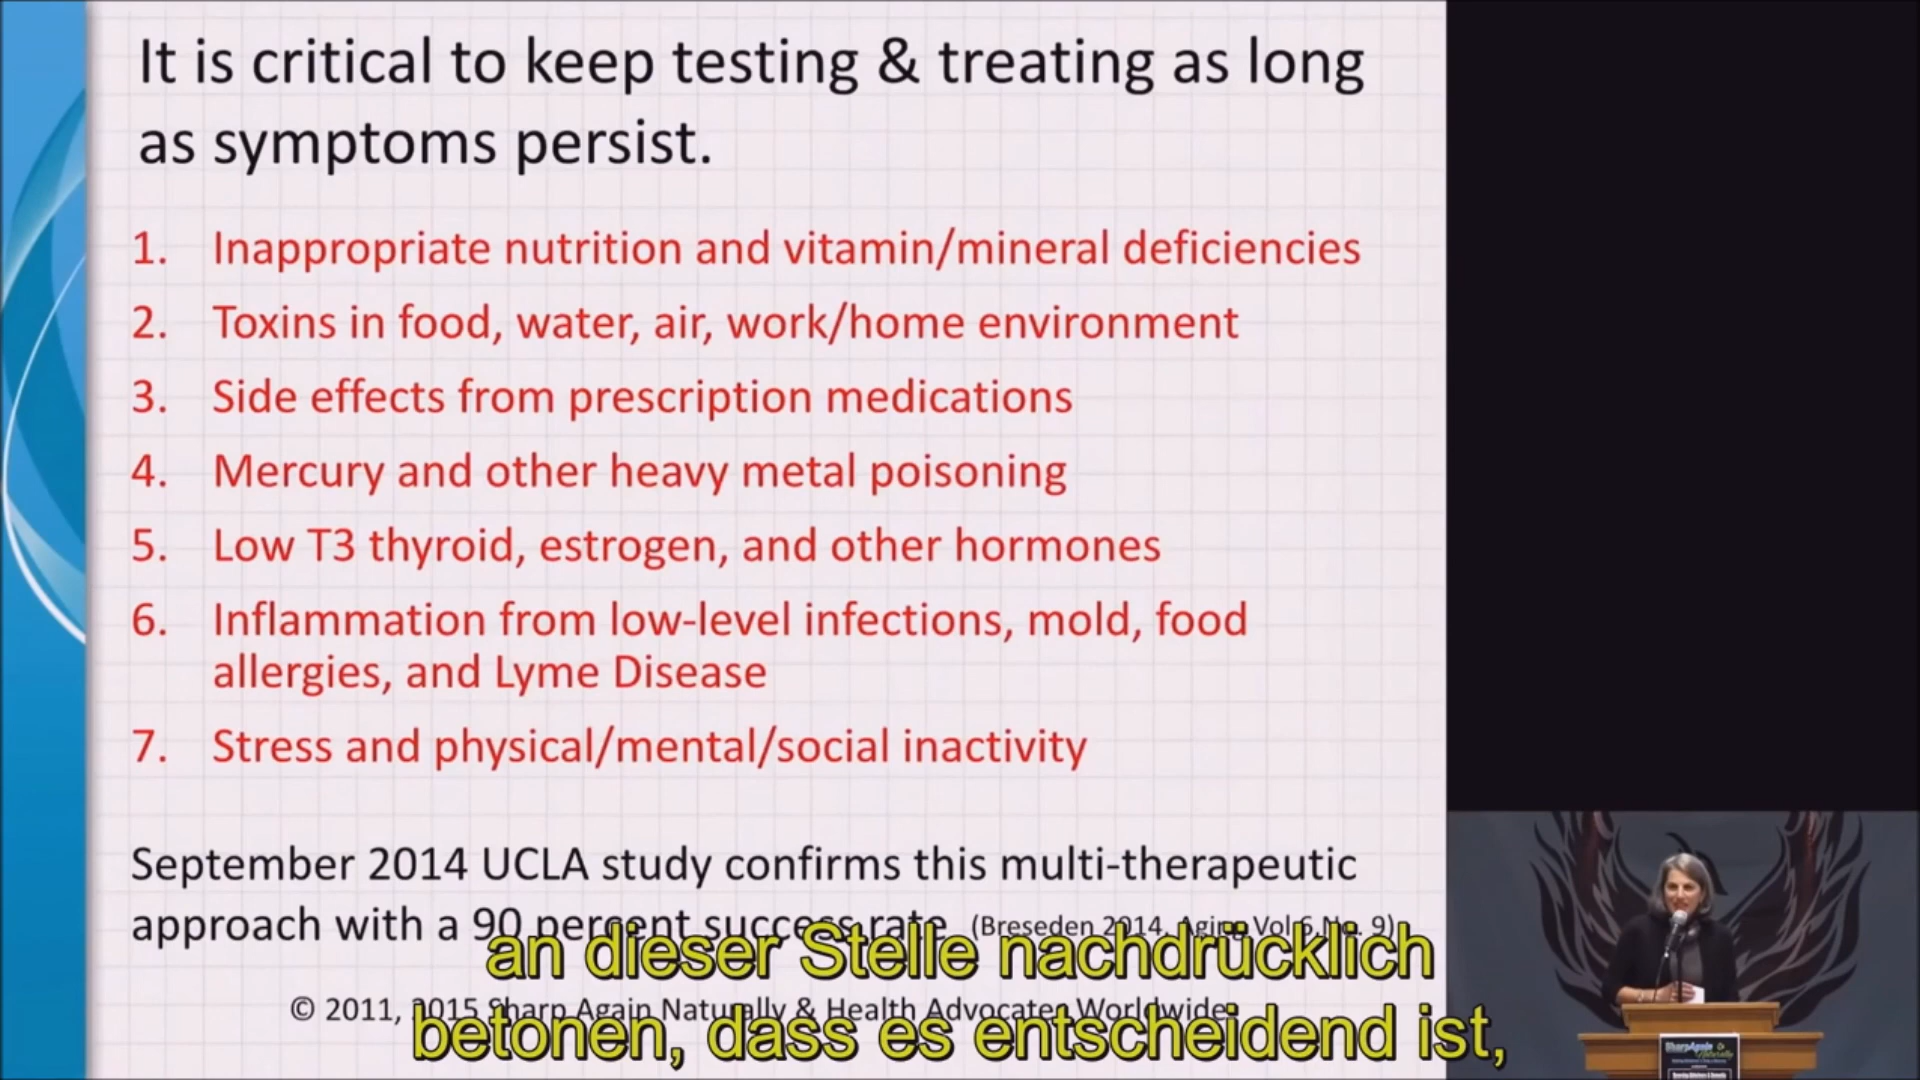 It is critical to keep testing & treating as long
as symptoms persist.
1. Inappropriate nutrition and vitamin/mineral deficiencies
2. Toxins in food, water, air, work/home environment
3. Side effects from prescription medications
4. Mercury and other heavy metal poisoning
5. Low T3 thyroid, estrogen, and other hormones
6. Inflammation from low-level infections, mold, food
allergies, and Lyme Disease
7. Stress and physical/mental/social inactivity
September 2014 UCLA study confirms this multi-therapeutic
approach with a 90 percent success rate (Breseden 2014, Aging Vol 6, No. 9)
an dieser Stelle nachdrücklich
© 2011, 2015 Sharp Again Naturally & Health Advocates Worldwide
betonen, dass es entscheidend ist,
SharpAgain
Naturally